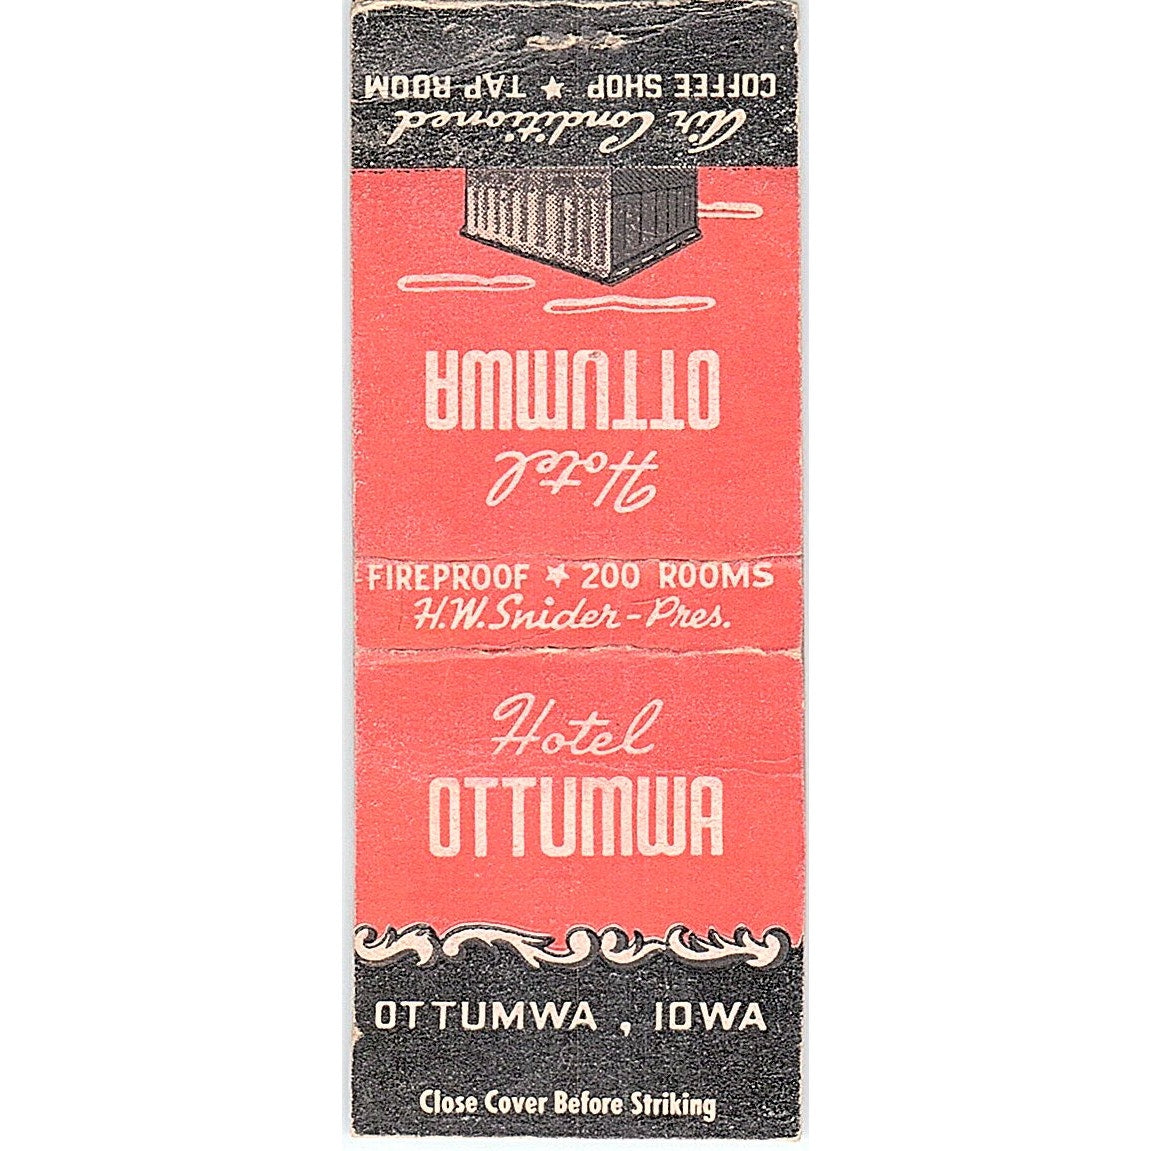 COFFEE SHOP ★ TAP ROOM
Air Conditioned
OTTUMWA
Hotel
FIREPROOF ★ 200 ROOMS
H.W. Snider - Pres.
Hotel
OTTUMWA
OTTUMWA, IOWA
Close Cover Before Striking